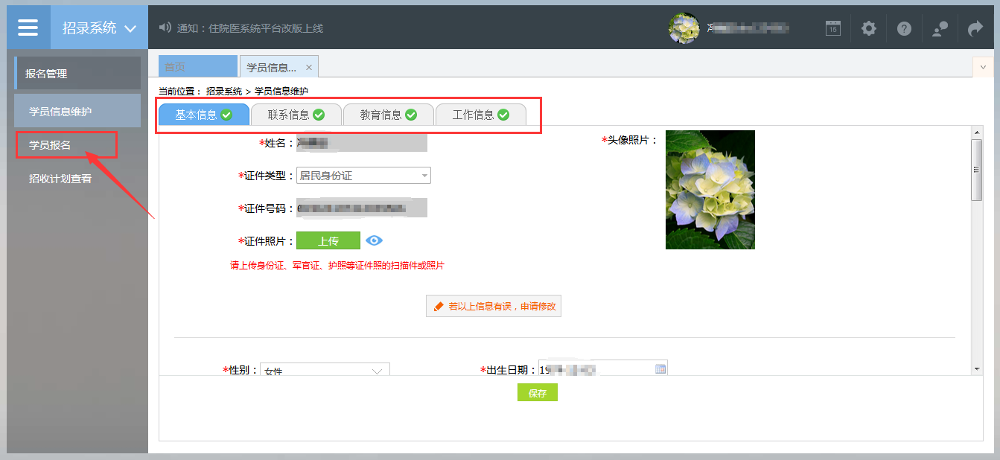 招录系统
通知：住院医系统平台改版上线
15
报名管理
学员信息维护
学员报名
招收计划查看
首页
学员信息...
当前位置： 招录系统 > 学员信息维护
基本信息
联系信息
教育信息
工作信息
*姓名：
*头像照片：
*证件类型：居民身份证
*证件号码：
*证件照片：上传
请上传身份证、军官证、护照等证件照的扫描件或照片
若以上信息有误，申请修改
*性别：女性
*出生日期：19
保存